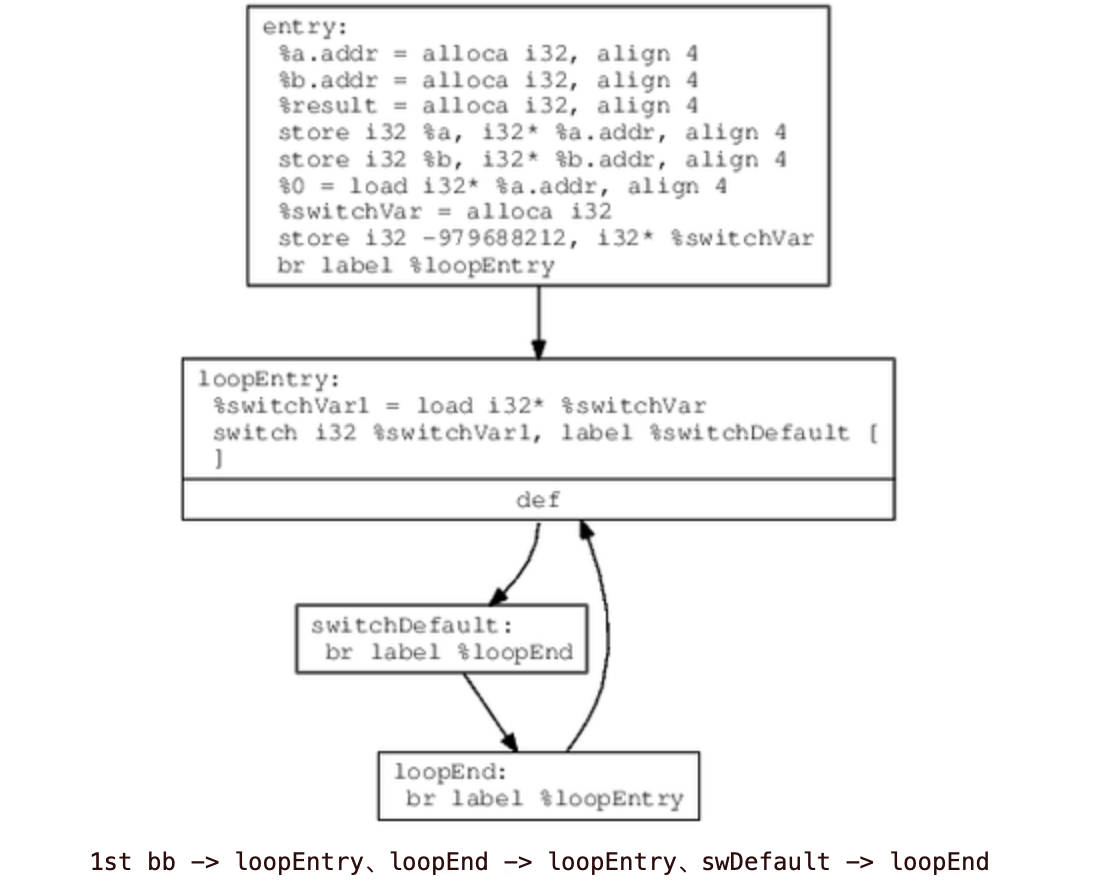 entry:
%a.addr = alloca i32, align 4
%b.addr = alloca i32, align 4
%result = alloca i32, align 4
store i32 %a, i32* %a.addr, align 4
store i32 %b, i32* %b.addr, align 4
%0 = load i32* %a.addr, align 4
%switchVar = alloca i32
store i32 -979688212, i32* %switchVar
br label %loopEntry
loopEntry:
%switchVar1 = load i32* %switchVar
switch i32 %switchVar1, label %switchDefault [
]
def
switchDefault:
br label %loopEnd
loopEnd:
br label %loopEntry
1st bb -> loopEntry、loopEnd -> loopEntry、swDefault -> loopEnd